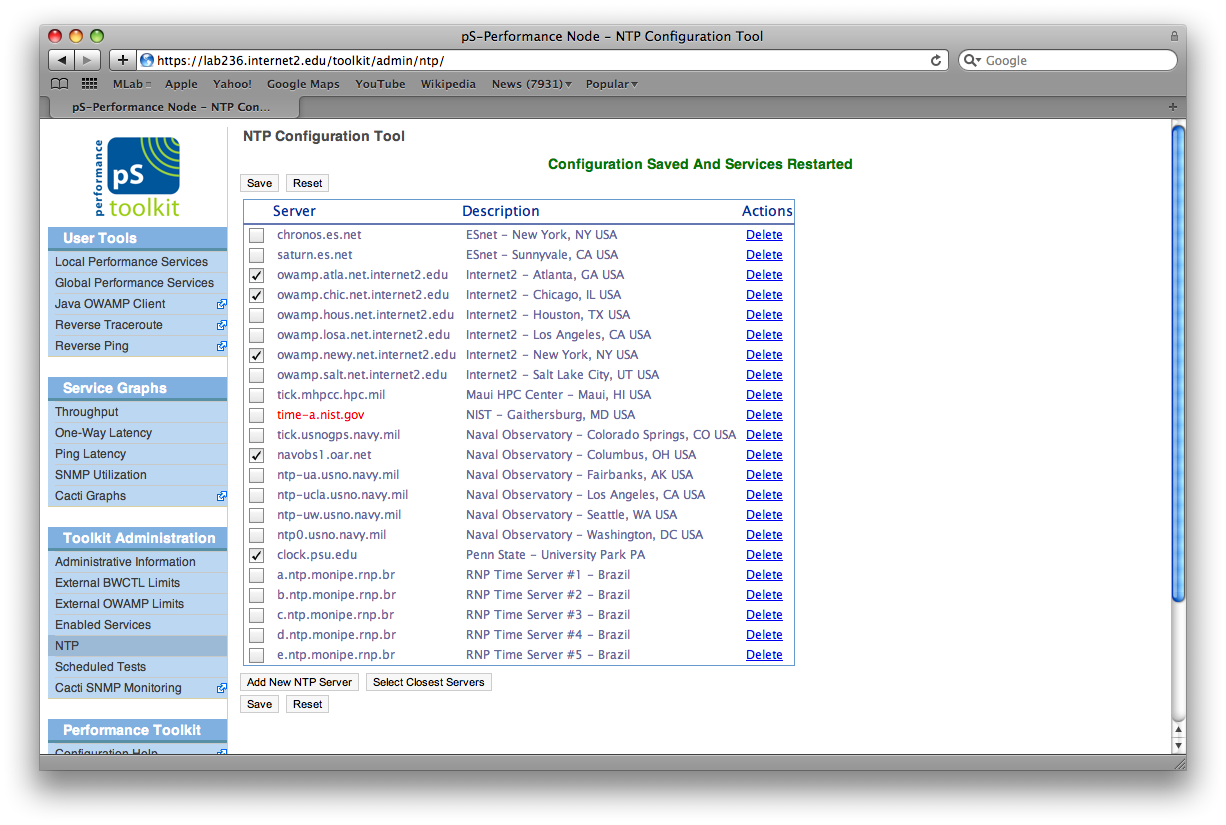 pS-Performance Node – NTP Configuration Tool
https://lab236.internet2.edu/toolkit/admin/ntp/
Google
MLab Apple Yahoo! Google Maps YouTube Wikipedia News (7931) Popular
pS-Performance Node – NTP Con...
performance
pS
toolkit
User Tools
Local Performance Services
Global Performance Services
Java OWAMP Client
Reverse Traceroute
Reverse Ping
Service Graphs
Throughput
One-Way Latency
Ping Latency
SNMP Utilization
Cacti Graphs
Toolkit Administration
Administrative Information
External BWCTL Limits
External OWAMP Limits
Enabled Services
NTP
Scheduled Tests
Cacti SNMP Monitoring
Performance Toolkit
Configuration Help
NTP Configuration Tool
Configuration Saved And Services Restarted
Save Reset
Server Description Actions
chronos.es.net ESnet – New York, NY USA Delete
saturn.es.net ESnet – Sunnyvale, CA USA Delete
owamp.atla.net.internet2.edu Internet2 – Atlanta, GA USA Delete
owamp.chic.net.internet2.edu Internet2 – Chicago, IL USA Delete
owamp.hous.net.internet2.edu Internet2 – Houston, TX USA Delete
owamp.losa.net.internet2.edu Internet2 – Los Angeles, CA USA Delete
owamp.newy.net.internet2.edu Internet2 – New York, NY USA Delete
owamp.salt.net.internet2.edu Internet2 – Salt Lake City, UT USA Delete
tick.mhpcc.hpc.mil Maui HPC Center – Maui, HI USA Delete
time-a.nist.gov NIST – Gaithersburg, MD USA Delete
tick.usnogps.navy.mil Naval Observatory – Colorado Springs, CO USA Delete
navobs1.oar.net Naval Observatory – Columbus, OH USA Delete
ntp-ua.usno.navy.mil Naval Observatory – Fairbanks, AK USA Delete
ntp-ucla.usno.navy.mil Naval Observatory – Los Angeles, CA USA Delete
ntp-uw.usno.navy.mil Naval Observatory – Seattle, WA USA Delete
ntp0.usno.navy.mil Naval Observatory – Washington, DC USA Delete
clock.psu.edu Penn State – University Park PA Delete
a.ntp.monipe.rnp.br RNP Time Server #1 – Brazil Delete
b.ntp.monipe.rnp.br RNP Time Server #2 – Brazil Delete
c.ntp.monipe.rnp.br RNP Time Server #3 – Brazil Delete
d.ntp.monipe.rnp.br RNP Time Server #4 – Brazil Delete
e.ntp.monipe.rnp.br RNP Time Server #5 – Brazil Delete
Add New NTP Server Select Closest Servers
Save Reset